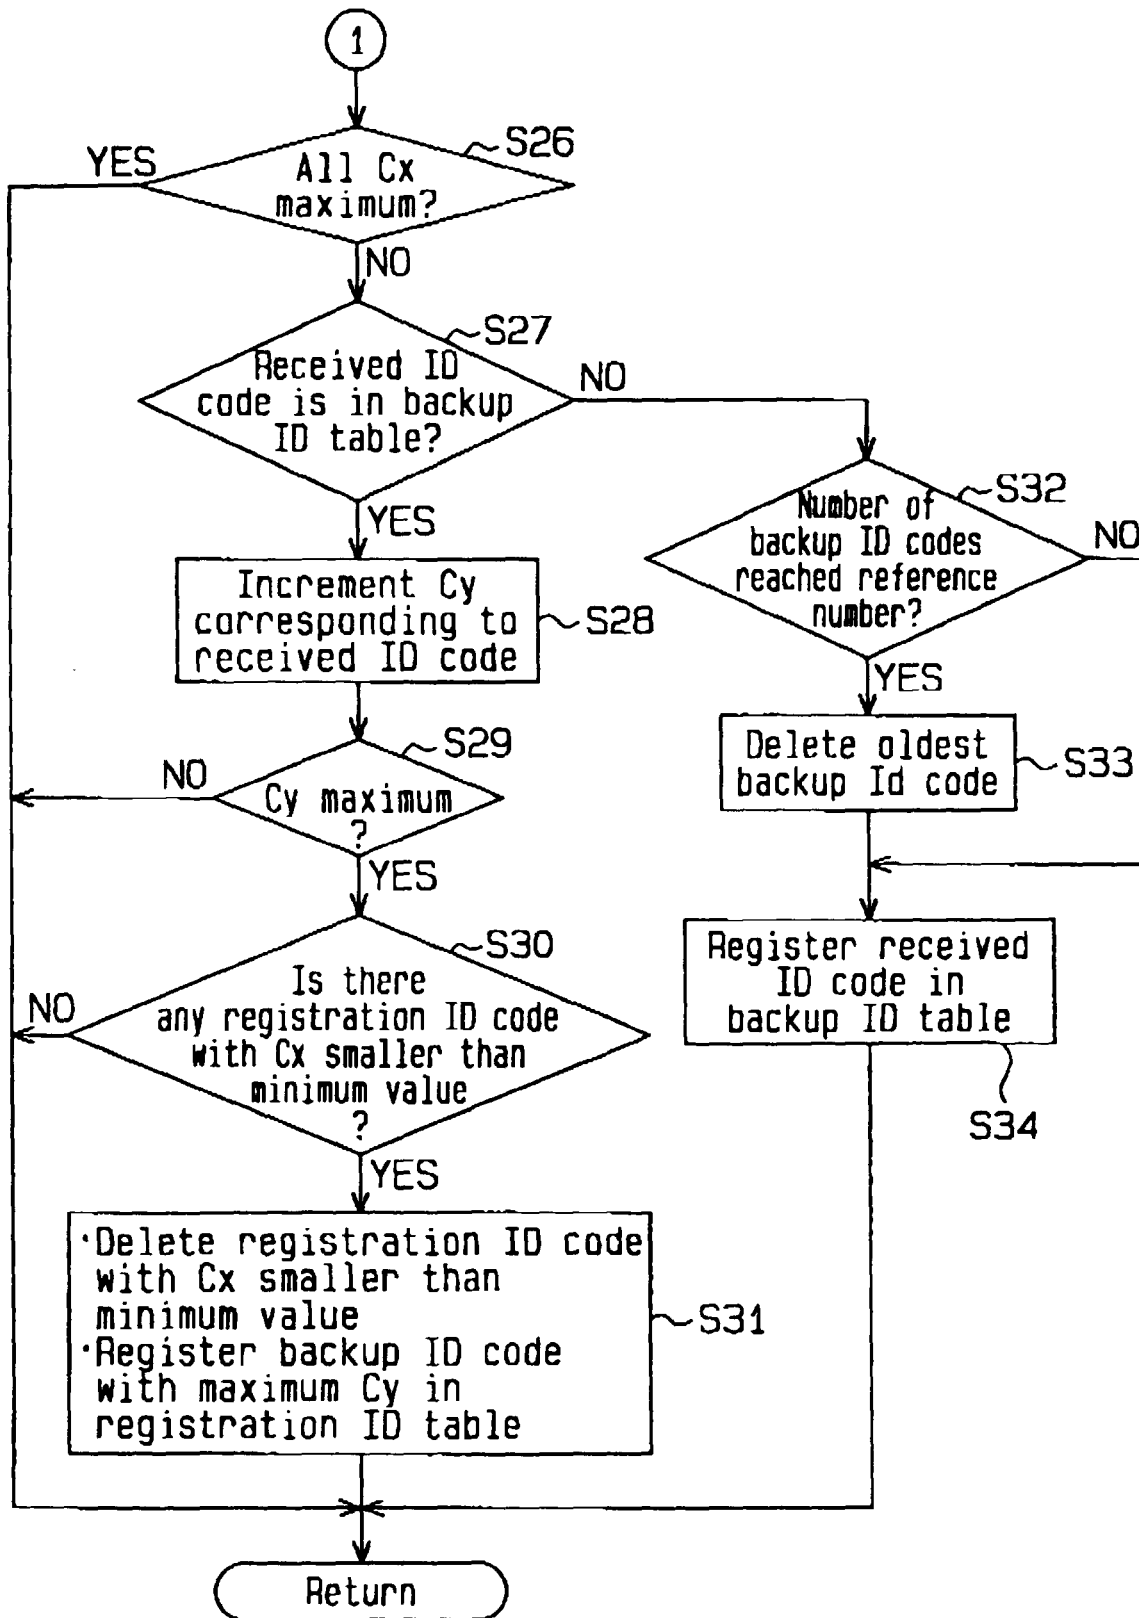 1
S26
YES
All Cx
maximum?
NO
S27
Received ID
code is in backup
ID table?
NO
YES
S32
Number of
backup ID codes
reached reference
number?
NO
Increment Cy
corresponding to
received ID code
S28
YES
S29
NO
Cy maximum
?
Delete oldest
backup Id code
S33
YES
S30
Is there
any registration ID code
with Cx smaller than
minimum value
?
NO
Register received
ID code in
backup ID table
S34
YES
·Delete registration ID code
with Cx smaller than
minimum value
·Register backup ID code
with maximum Cy in
registration ID table
S31
Return